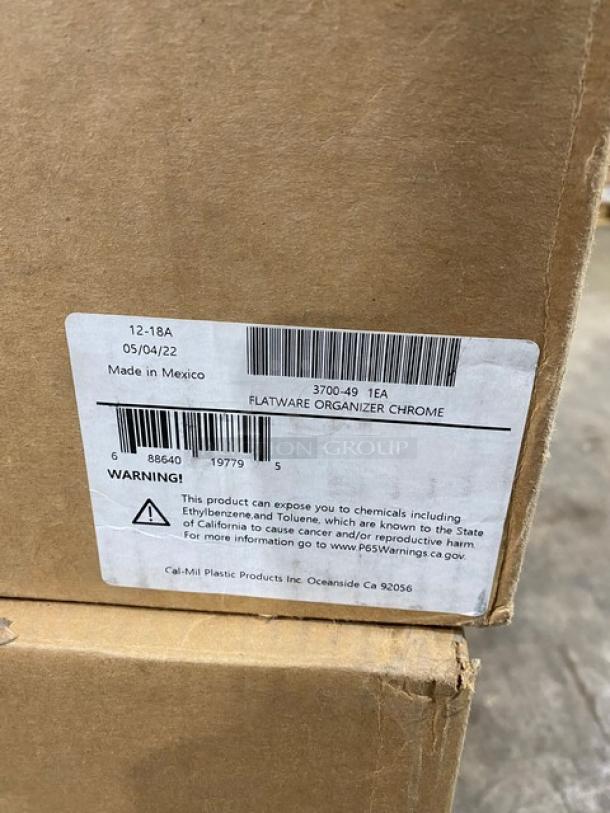 12-18A
05/04/22
Made in Mexico
3700-49 1EA
FLATWARE ORGANIZER CHROME
6 88640 19779 5
GROUP
WARNING!
This product can expose you to chemicals including
Ethylbenzene,and Toluene, which are known to the State
of California to cause cancer and/or reproductive harm.
For more information go to www.P65Warnings.ca.gov.
Cal-Mil Plastic Products Inc. Oceanside Ca 92056